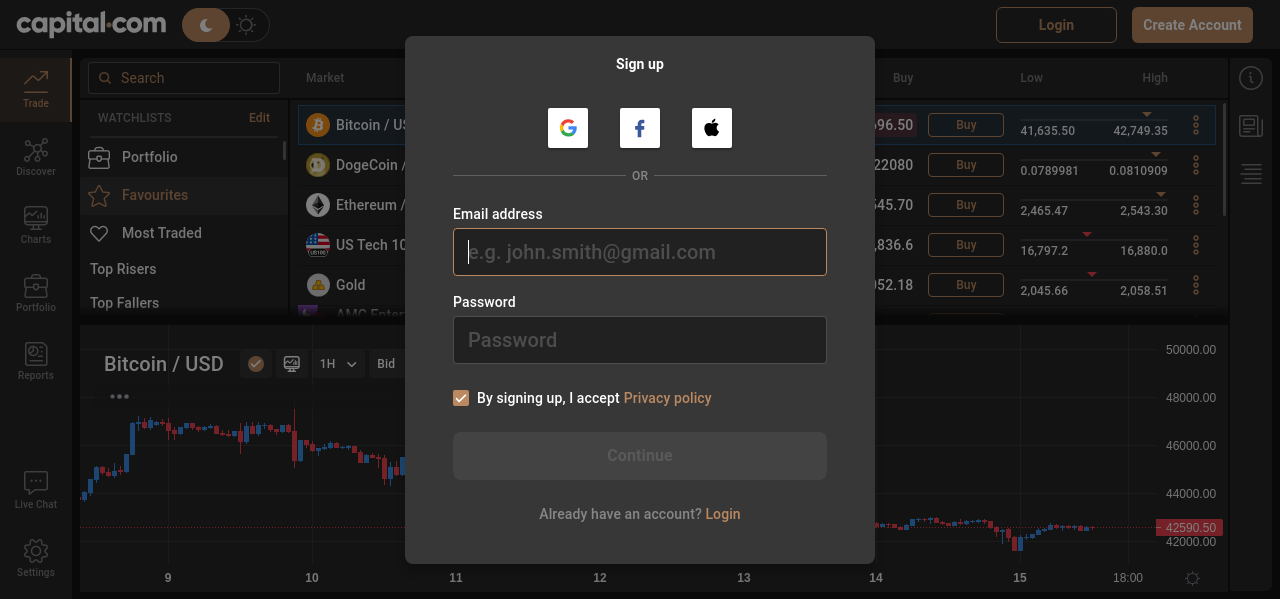 capital.com
Login
Create Account
Sign up
Search
Market
Buy
Low
High
Trade
WATCHLISTS
Edit
Bitcoin / US
96.50
Buy
41,635.50
42,749.35
OR
Portfolio
DogeCoin /
22080
Buy
0.0789981
0.0810909
Discover
Favourites
Ethereum /
545.70
Buy
2,465.47
2,543.30
Email address
e.g. john.smith@gmail.com
Most Traded
US Tech 10
US100
,836.6
Buy
16,797.2
16,880.0
Charts
Top Risers
Gold
052.18
Buy
2,045.66
2,058.51
Portfolio
Top Fallers
Password
Password
Bitcoin / USD
1H
Bid
50000.00
Reports
By signing up, I accept Privacy policy
48000.00
46000.00
Continue
44000.00
Live Chat
Already have an account? Login
42590.50
42000.00
Settings
9
10
11
12
13
14
15
18:00